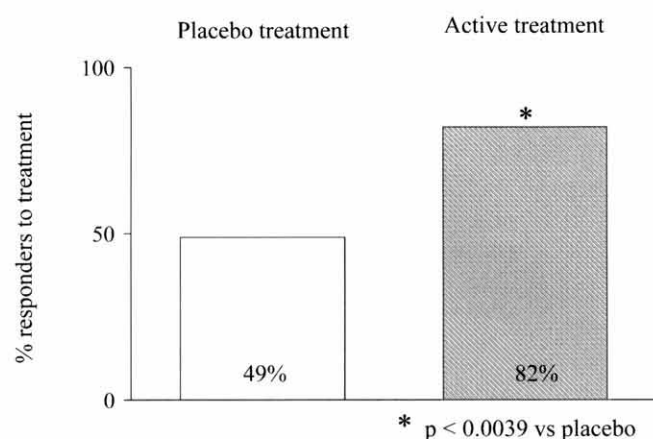 Placebo treatment
Active treatment
% responders to treatment
100
50
0
*
49%
82%
* p < 0.0039 vs placebo